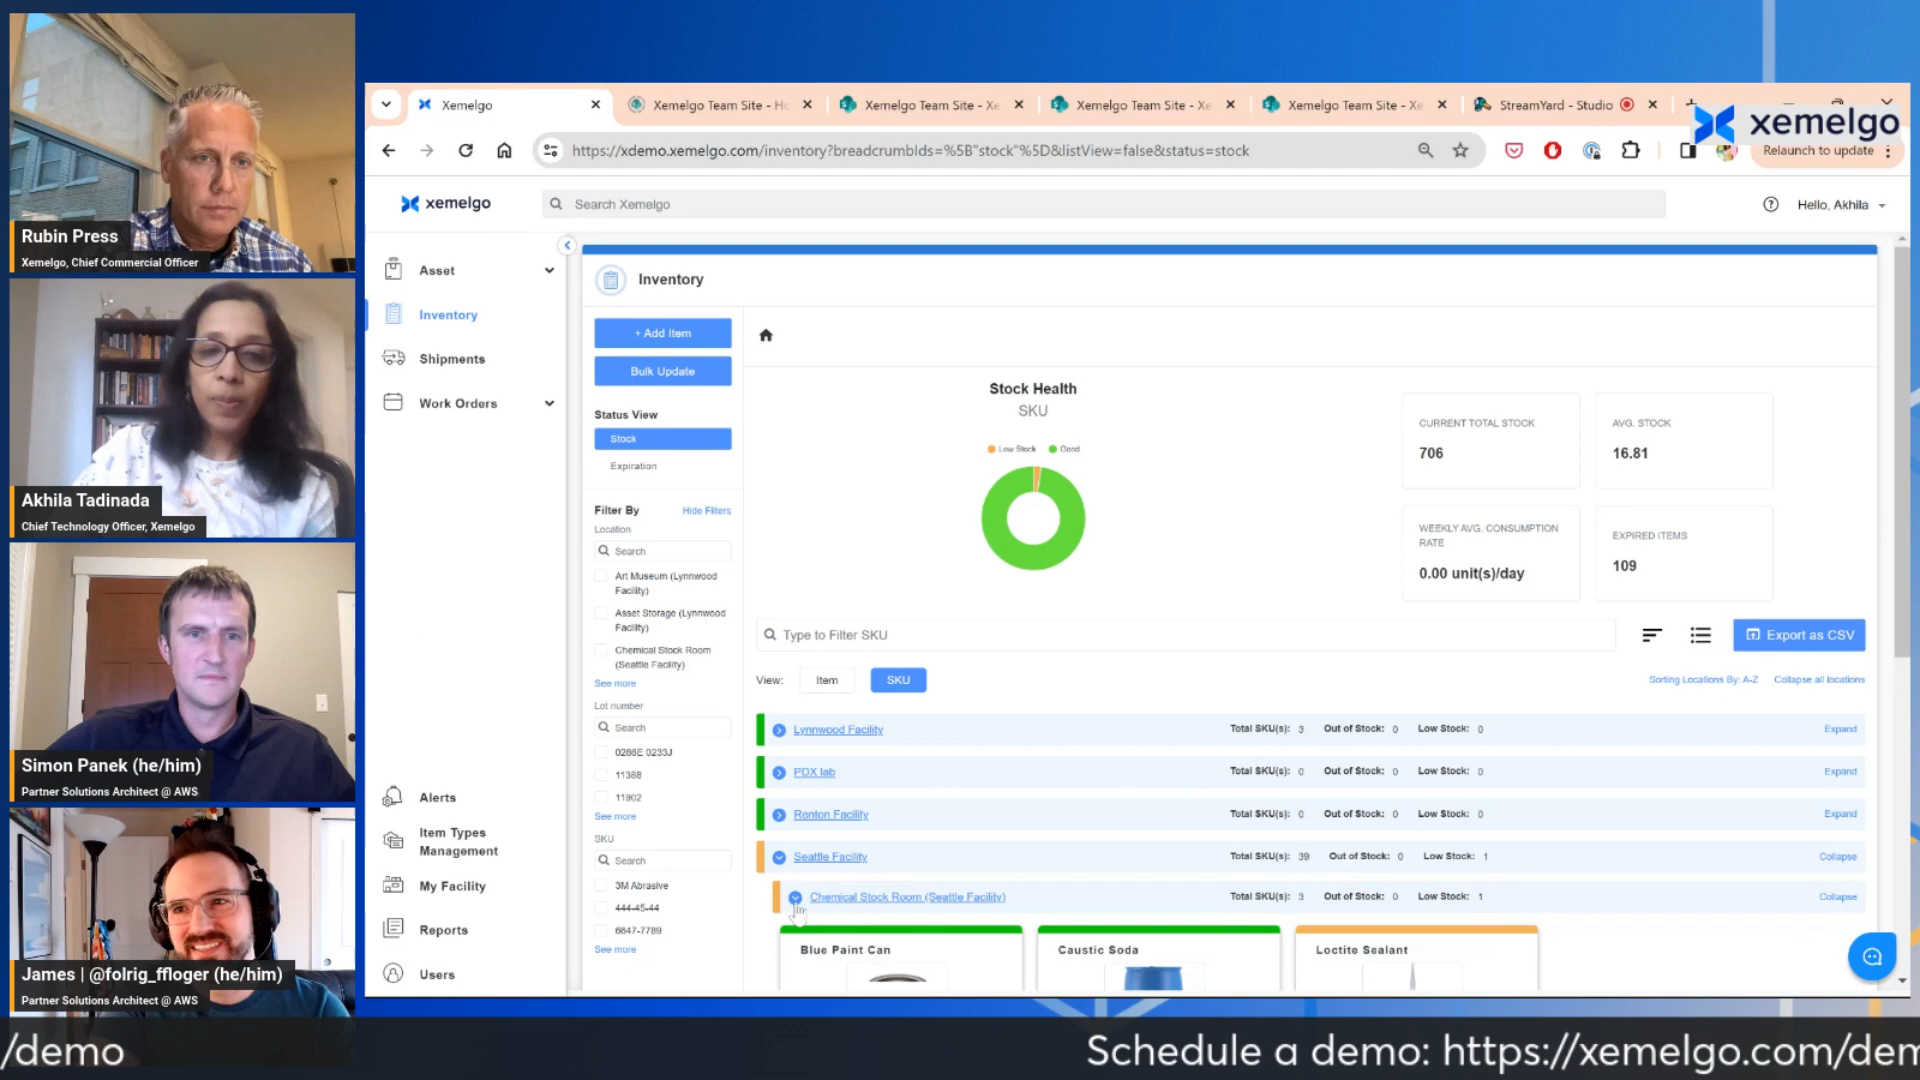 Rubin Press
Xemelgo, Chief Commercial Officer
Akhila Tadinada
Chief Technology Officer, Xemelgo
Simon Panek (he/him)
Partner Solutions Architect @ AWS
James | @folrig_ffloger (he/him)
Partner Solutions Architect @ AWS
Xemelgo
Xemelgo Team Site - Ho
Xemelgo Team Site - Xe
Xemelgo Team Site - Xe
Xemelgo Team Site - Xe
StreamYard - Studio
xemelgo
https://xdemo.xemelgo.com/inventory?breadcrumbIds=%5B"stock"%5D&listView=false&status=stock
Relaunch to update
xemelgo
Search Xemelgo
Hello, Akhila
Asset
Inventory
Shipments
Work Orders
Alerts
Item Types
Management
My Facility
Reports
Users
Inventory
+ Add Item
Bulk Update
Status View
Stock
Expiration
Filter By
Hide Filters
Location
Search
Art Museum (Lynnwood
Facility)
Asset Storage (Lynnwood
Facility)
Chemical Stock Room
(Seattle Facility)
See more
Lot number
Search
0266E 0233J
11388
11902
See more
SKU
Search
3M Abrasive
444-45-44
6647-7789
See more
Stock Health
SKU
Low Stock
Good
CURRENT TOTAL STOCK
706
AVG. STOCK
16.81
WEEKLY AVG. CONSUMPTION
RATE
0.00 unit(s)/day
EXPIRED ITEMS
109
Type to Filter SKU
Export as CSV
View:
Item
SKU
Sorting Locations By: A-Z
Collapse all locations
Lynnwood Facility
Total SKU(s): 3
Out of Stock: 0
Low Stock: 0
Expand
PDX lab
Total SKU(s): 0
Out of Stock: 0
Low Stock: 0
Expand
Renton Facility
Total SKU(s): 0
Out of Stock: 0
Low Stock: 0
Expand
Seattle Facility
Total SKU(s): 39
Out of Stock: 0
Low Stock: 1
Collapse
Chemical Stock Room (Seattle Facility)
Total SKU(s): 3
Out of Stock: 0
Low Stock: 1
Collapse
Blue Paint Can
Caustic Soda
Loctite Sealant
/demo
Schedule a demo: https://xemelgo.com/dem